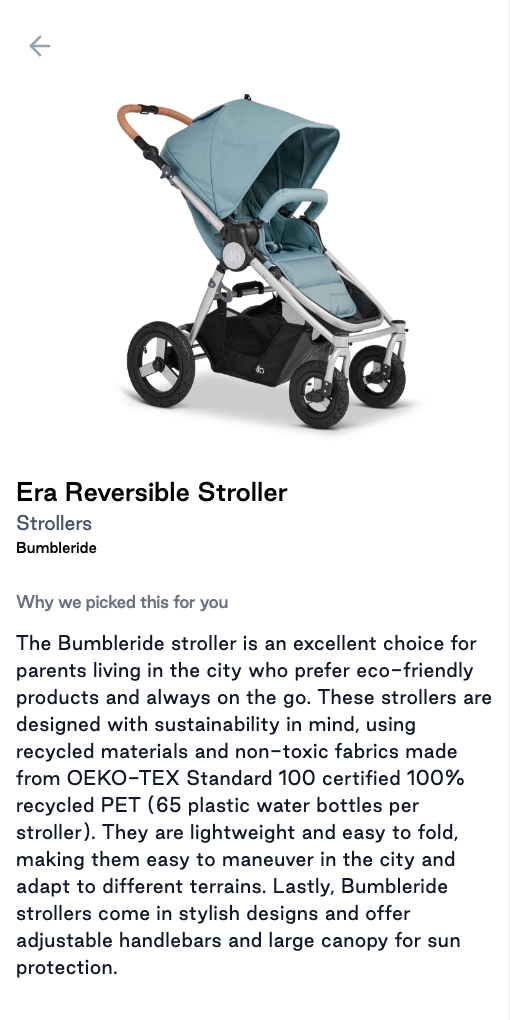 Era Reversible Stroller
Strollers
Bumbleride
Why we picked this for you
The Bumbleride stroller is an excellent choice for
parents living in the city who prefer eco-friendly
products and always on the go. These strollers are
designed with sustainability in mind, using
recycled materials and non-toxic fabrics made
from OEKO-TEX Standard 100 certified 100%
recycled PET (65 plastic water bottles per
stroller). They are lightweight and easy to fold,
making them easy to maneuver in the city and
adapt to different terrains. Lastly, Bumbleride
strollers come in stylish designs and offer
adjustable handlebars and large canopy for sun
protection.